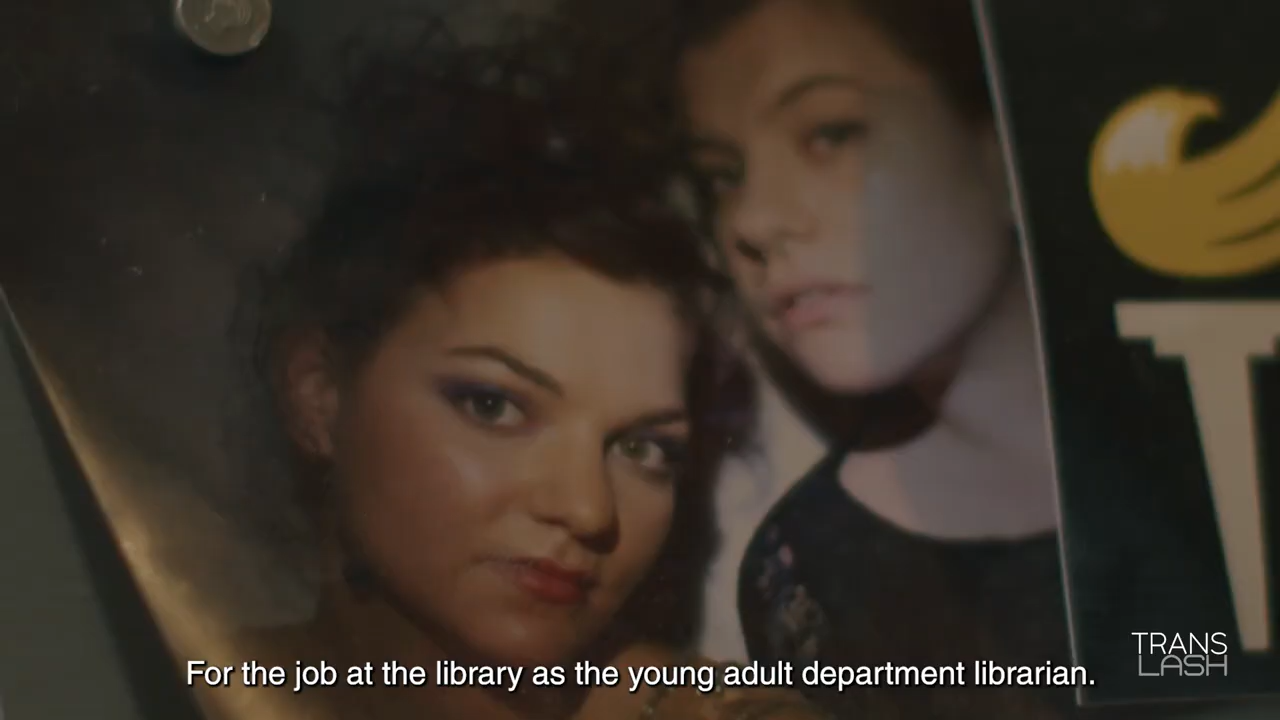 For the job at the library as the young adult department librarian.
TRANS
LASH